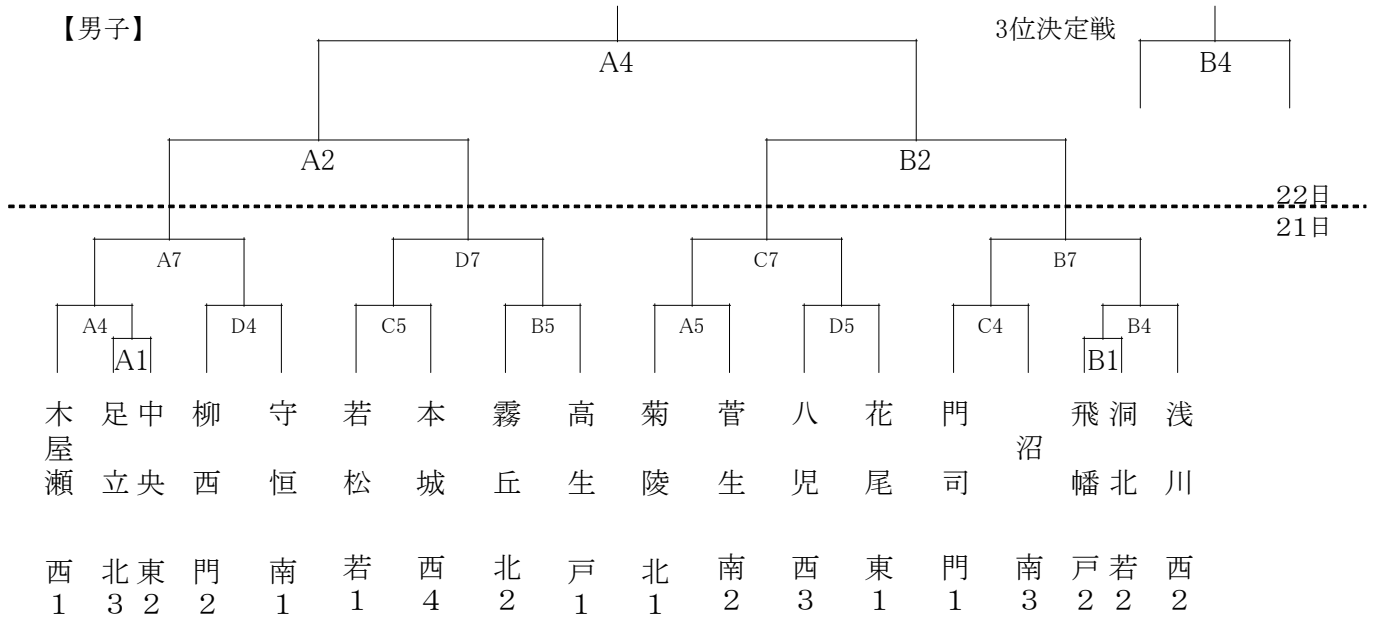 【男子】
3位決定戦
A4
B4
A2
B2
22日
21日
A7
D7
C7
B7
A4
D4
C5
B5
A5
D5
C4
B4
A1
B1
木屋瀬
足立
中央
柳西
守恒
若松
本城
霧丘
高生
菊陵
菅生
八児
花尾
門司
沼
飛幡
洞北
浅川
西1
北3
東2
門2
南1
若1
西4
北2
戸1
北1
南2
西3
東1
門1
南3
戸2
若2
西2